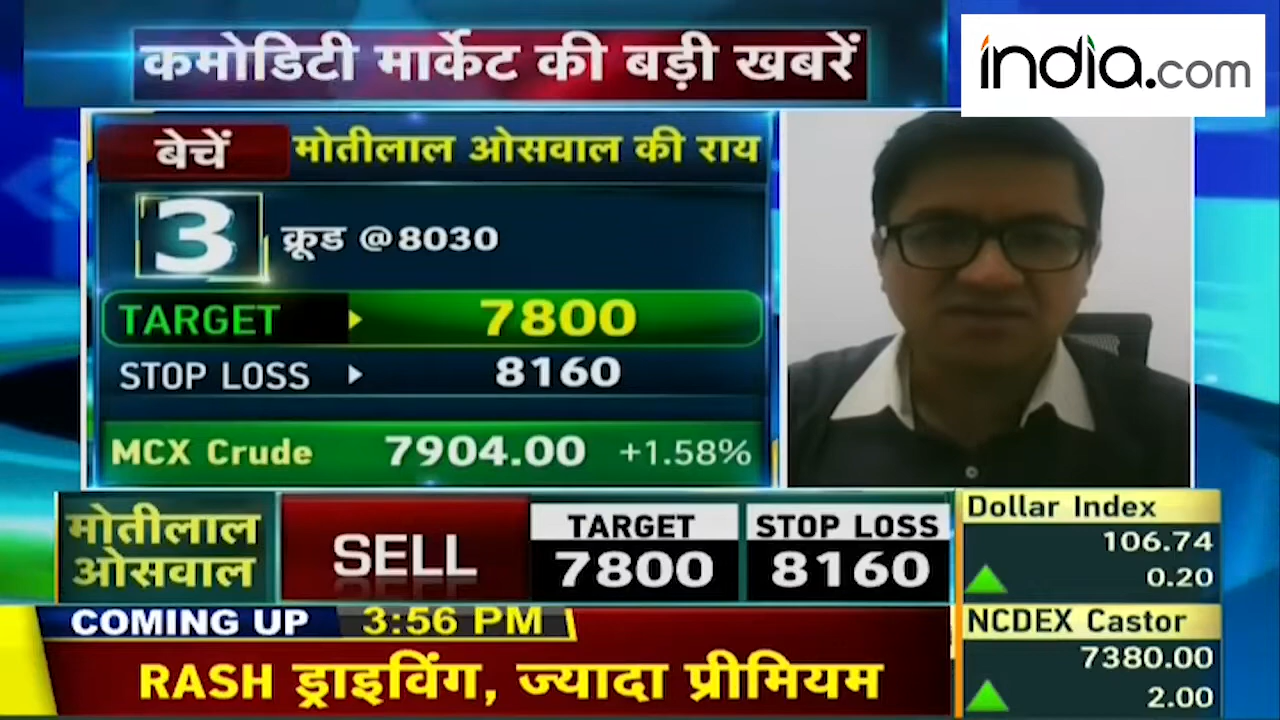 कमोडिटी मार्केट की बड़ी खबरें
india.com
बेचें
मोतीलाल ओसवाल की राय
3
क्रूड @8030
TARGET
7800
STOP LOSS
8160
MCX Crude 7904.00 +1.58%
मोतीलाल
ओसवाल
SELL
TARGET
7800
STOP LOSS
8160
Dollar Index
106.74
0.20
NCDEX Castor
7380.00
2.00
COMING UP 3:56 PM
RASH ड्राइविंग, ज्यादा प्रीमियम